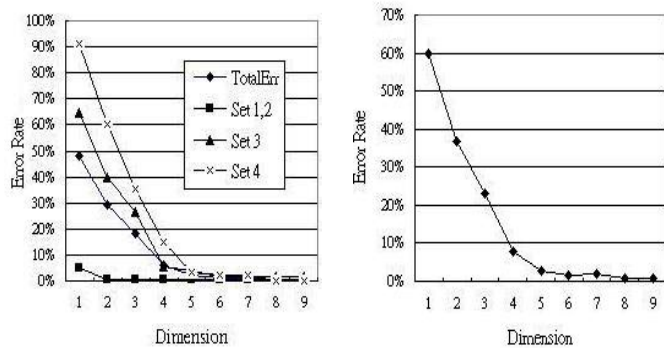 100%
90%
80%
70%
60%
50%
40%
30%
20%
10%
0%
Error Rate
1 2 3 4 5 6 7 8 9
Dimension
TotalErr
Set 1,2
Set 3
Set 4
70%
60%
50%
40%
30%
20%
10%
0%
Error Rate
1 2 3 4 5 6 7 8 9
Dimension